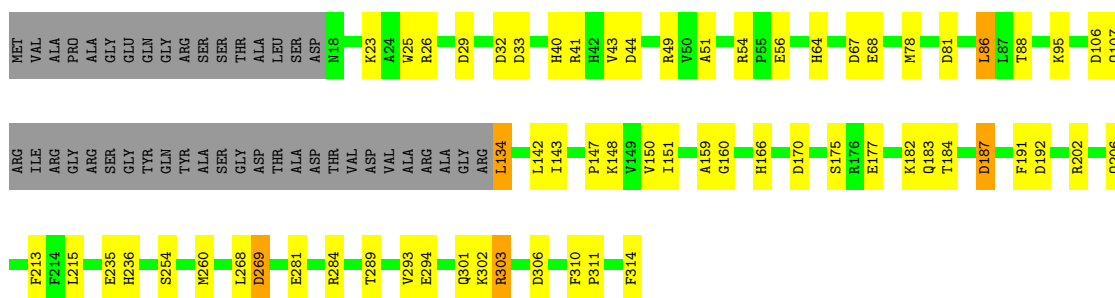 MET VAL ALA PRO ALA GLY GLU GLN GLY GLY ARG SER SER THR ALA LEU SER ASP N18 K23 A24 W25 R26 D29 D32 D33 H40 R41 H42 V43 D44 R49 V50 A51 R54 P55 E56 H64 D67 E68 M78 D81 L86 L87 T88 K95 D106
ARG ILE ARG GLY ARG SER GLY TYR GLN TYR ALA SER GLY ASP THR ALA ASP THR VAL ASP VAL ALA ARG ALA GLY ARG L134 L142 I143 P147 K148 V149 V150 I151 A159 G160 H166 D170 S175 R176 E177 K182 Q183 T184 D187 F191 D192 R202
F213 F214 L215 E235 H236 S254 M260 L268 D269 E281 R284 T289 V293 E294 Q301 K302 R303 D306 F310 P311 F314